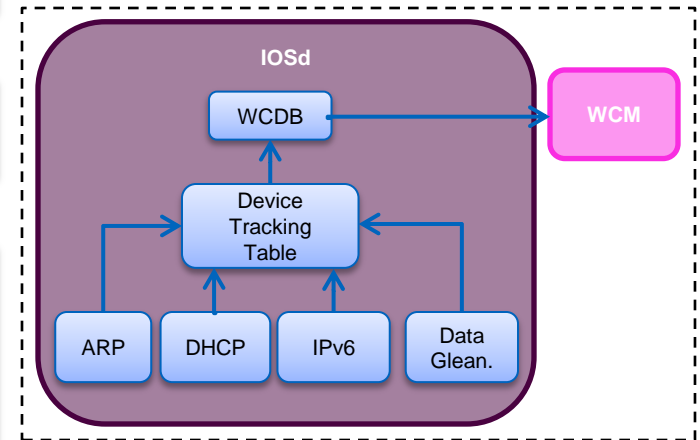 IOSd
WCDB
WCM
Device
Tracking
Table
ARP
DHCP
IPv6
Data
Glean.